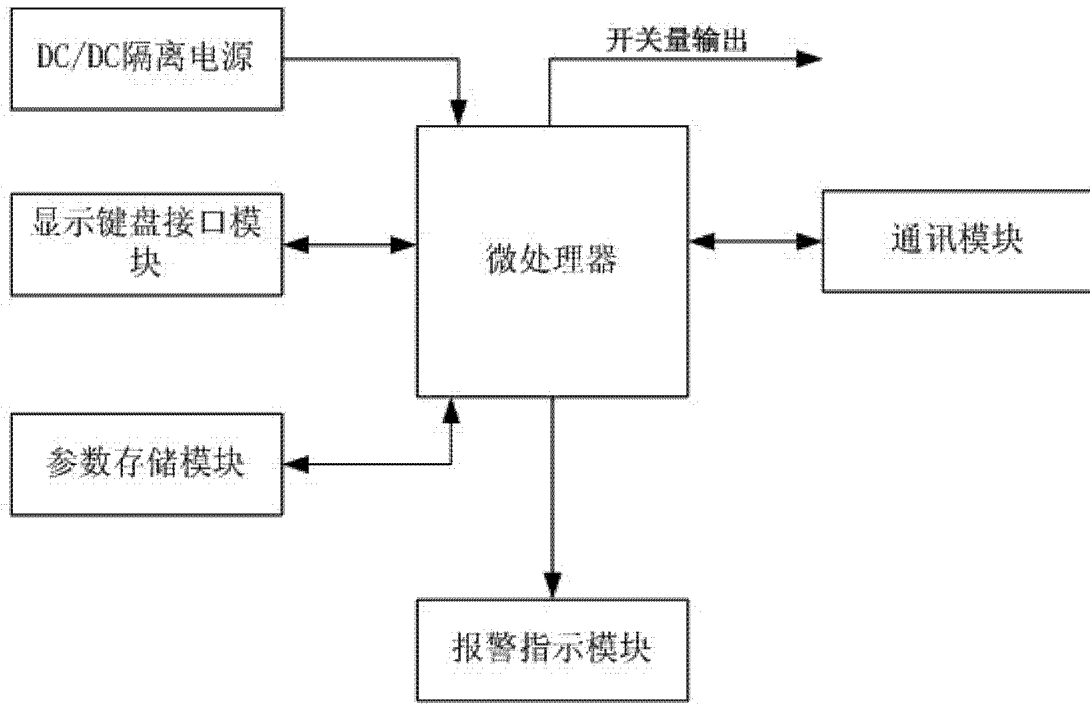 DC/DC隔离电源
开关量输出
显示键盘接口模
块
微处理器
通讯模块
参数存储模块
报警指示模块